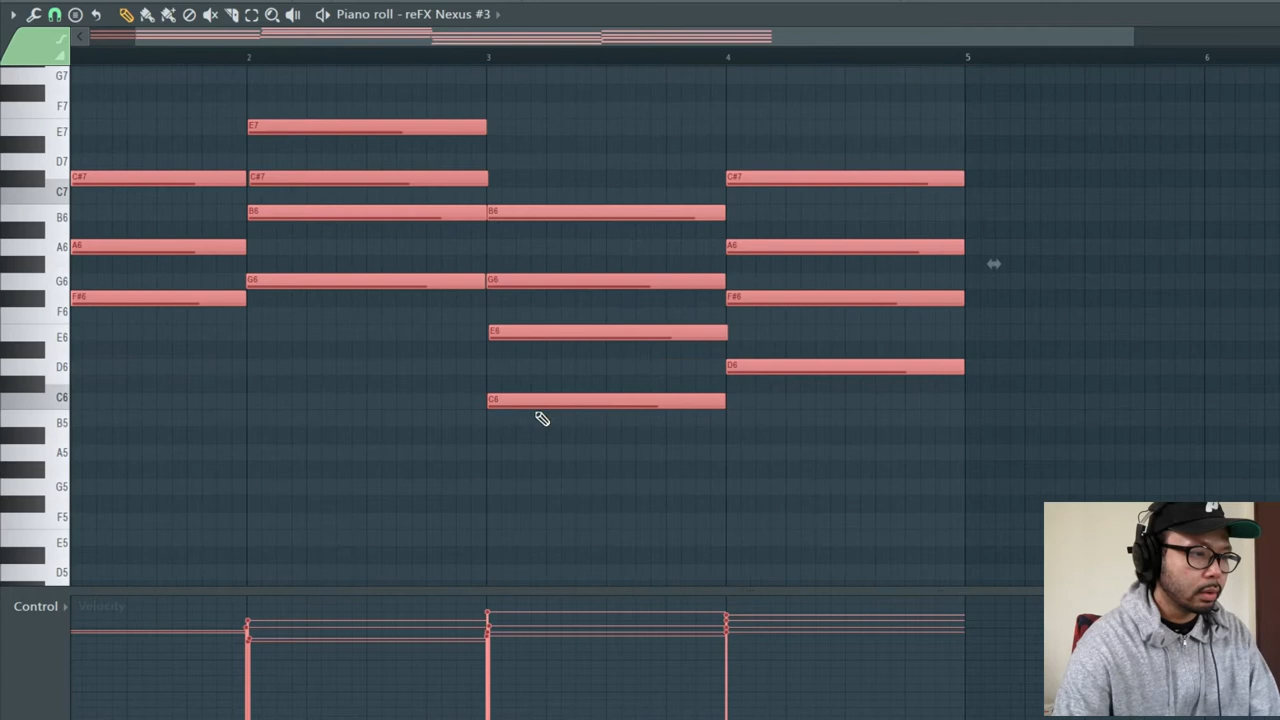 Piano roll - reFX Nexus #3
2 3 4 5 6
G7
F7
E7 E7
D7
C#7 C#7 C#7
C7
B6 B6 B6
A6 A6 A6
G6 G6 G6
F#6 F#6
F6
E6 E6
D6 D6
C6 C6
B5
A5
G5
F5
E5
D5
Control Velocity